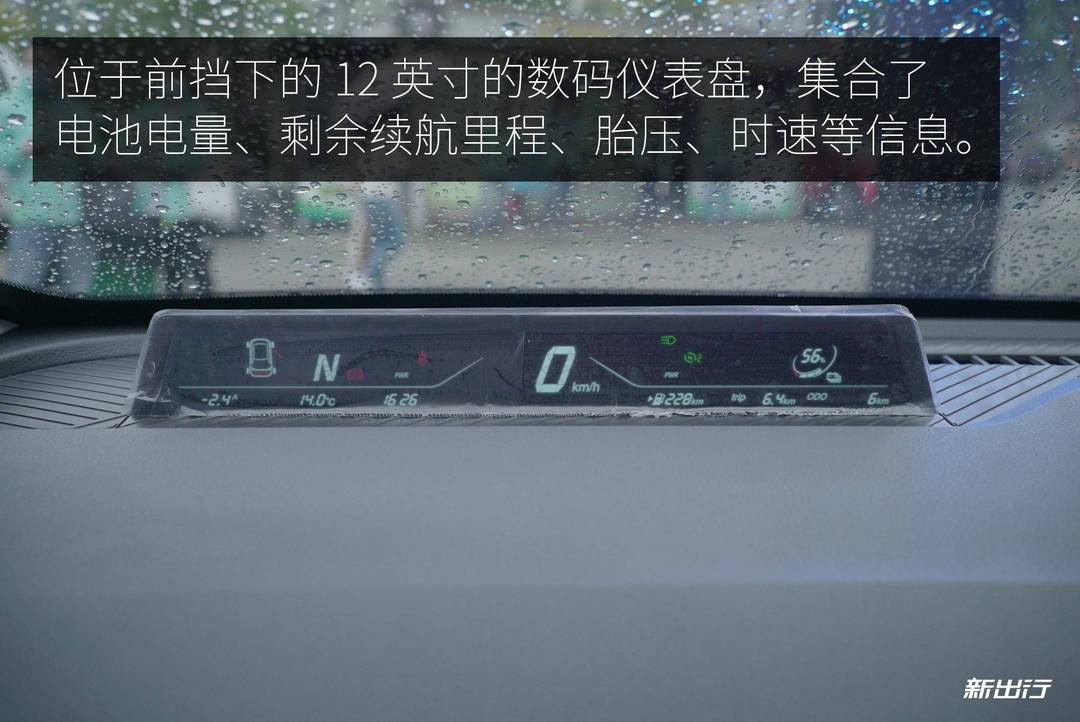 位于前挡下的 12 英寸的数码仪表盘，集合了
电池电量、剩余续航里程、胎压、时速等信息。
N
0 km/h
56%
PWR
PWR
-2.4A
14.0℃
16 26
228km
trip 6.4km
ODO 6km
新出行